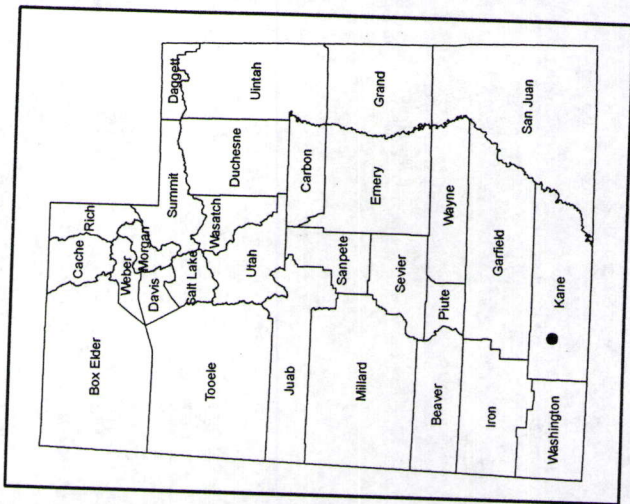 Box Elder
Cache
Rich
Weber
Morgan
Davis
Summit
Daggett
Salt Lake
Tooele
Wasatch
Duchesne
Uintah
Utah
Juab
Carbon
Sanpete
Millard
Emery
Grand
Sevier
Beaver
Piute
Wayne
Iron
Garfield
San Juan
Washington
Kane